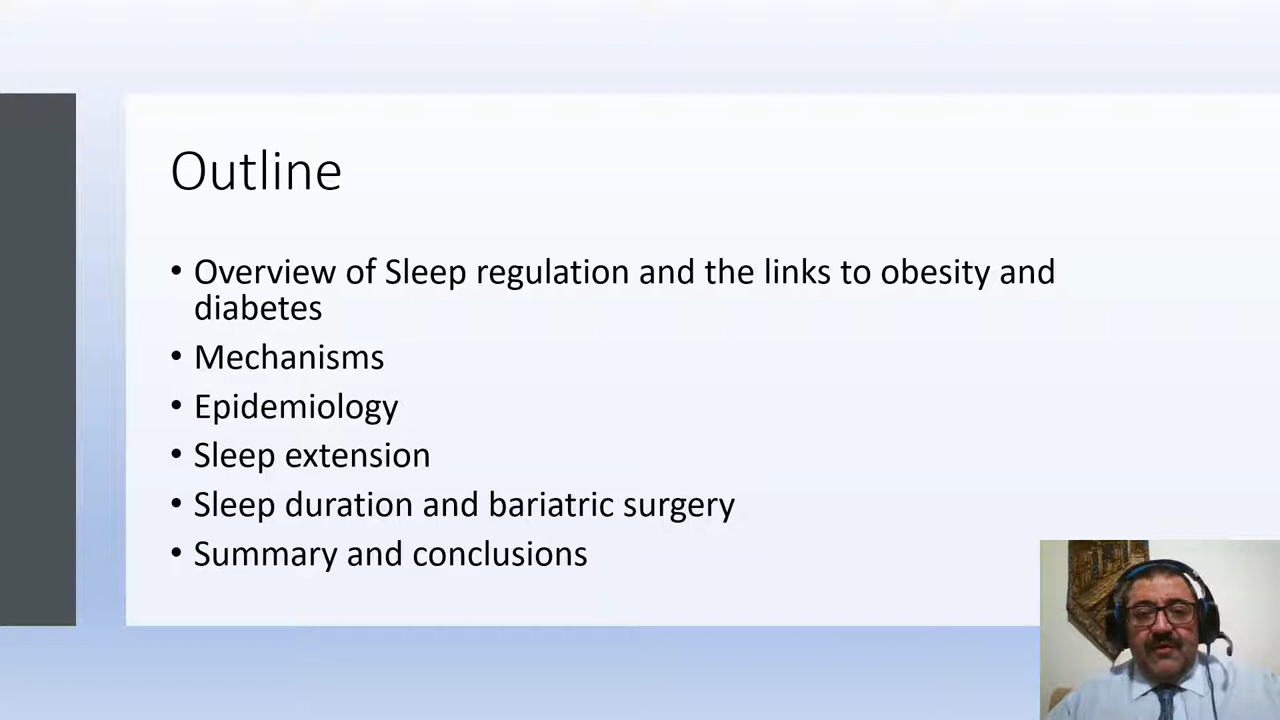 Outline
• Overview of Sleep regulation and the links to obesity and
diabetes
• Mechanisms
• Epidemiology
• Sleep extension
• Sleep duration and bariatric surgery
• Summary and conclusions